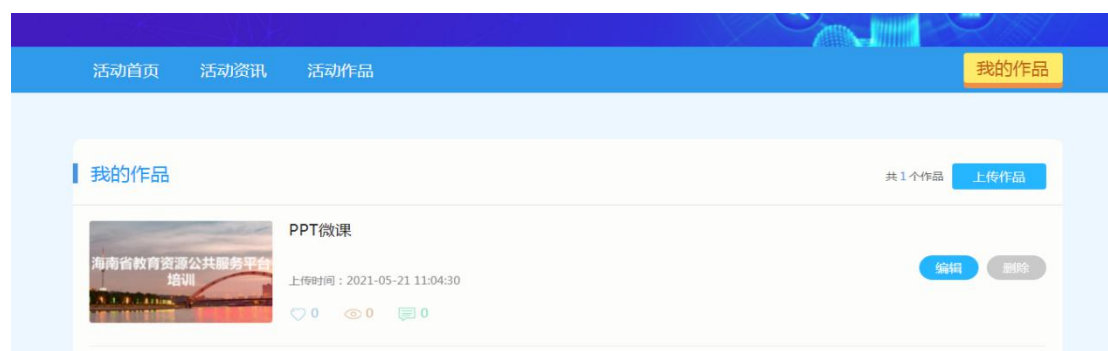 活动首页 活动资讯 活动作品 我的作品
我的作品 共1个作品 上传作品
PPT微课
海南省教育资源公共服务平台
培训
上传时间：2021-05-21 11:04:30
编辑 删除
0 0 0